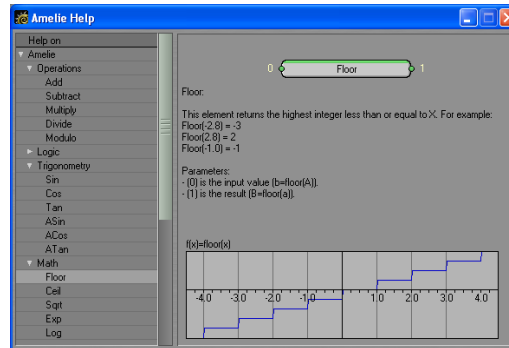 Amelie Help
Help on
Amelie
Operations
Add
Subtract
Multiply
Divide
Modulo
Logic
Trigonometry
Sin
Cos
Tan
ASin
ACos
ATan
Math
Floor
Ceil
Sqrt
Exp
Log
0 Floor 1
Floor:
This element returns the highest integer less than or equal to X. For example:
Floor(-2.8) = -3
Floor(2.8) = 2
Floor(-1.0) = -1
Parameters:
- (0) is the input value (b=floor(A)).
- (1) is the result (B=floor(a)).
f(x)=floor(x)
-4.0 -3.0 -2.0 -1.0 1.0 2.0 3.0 4.0